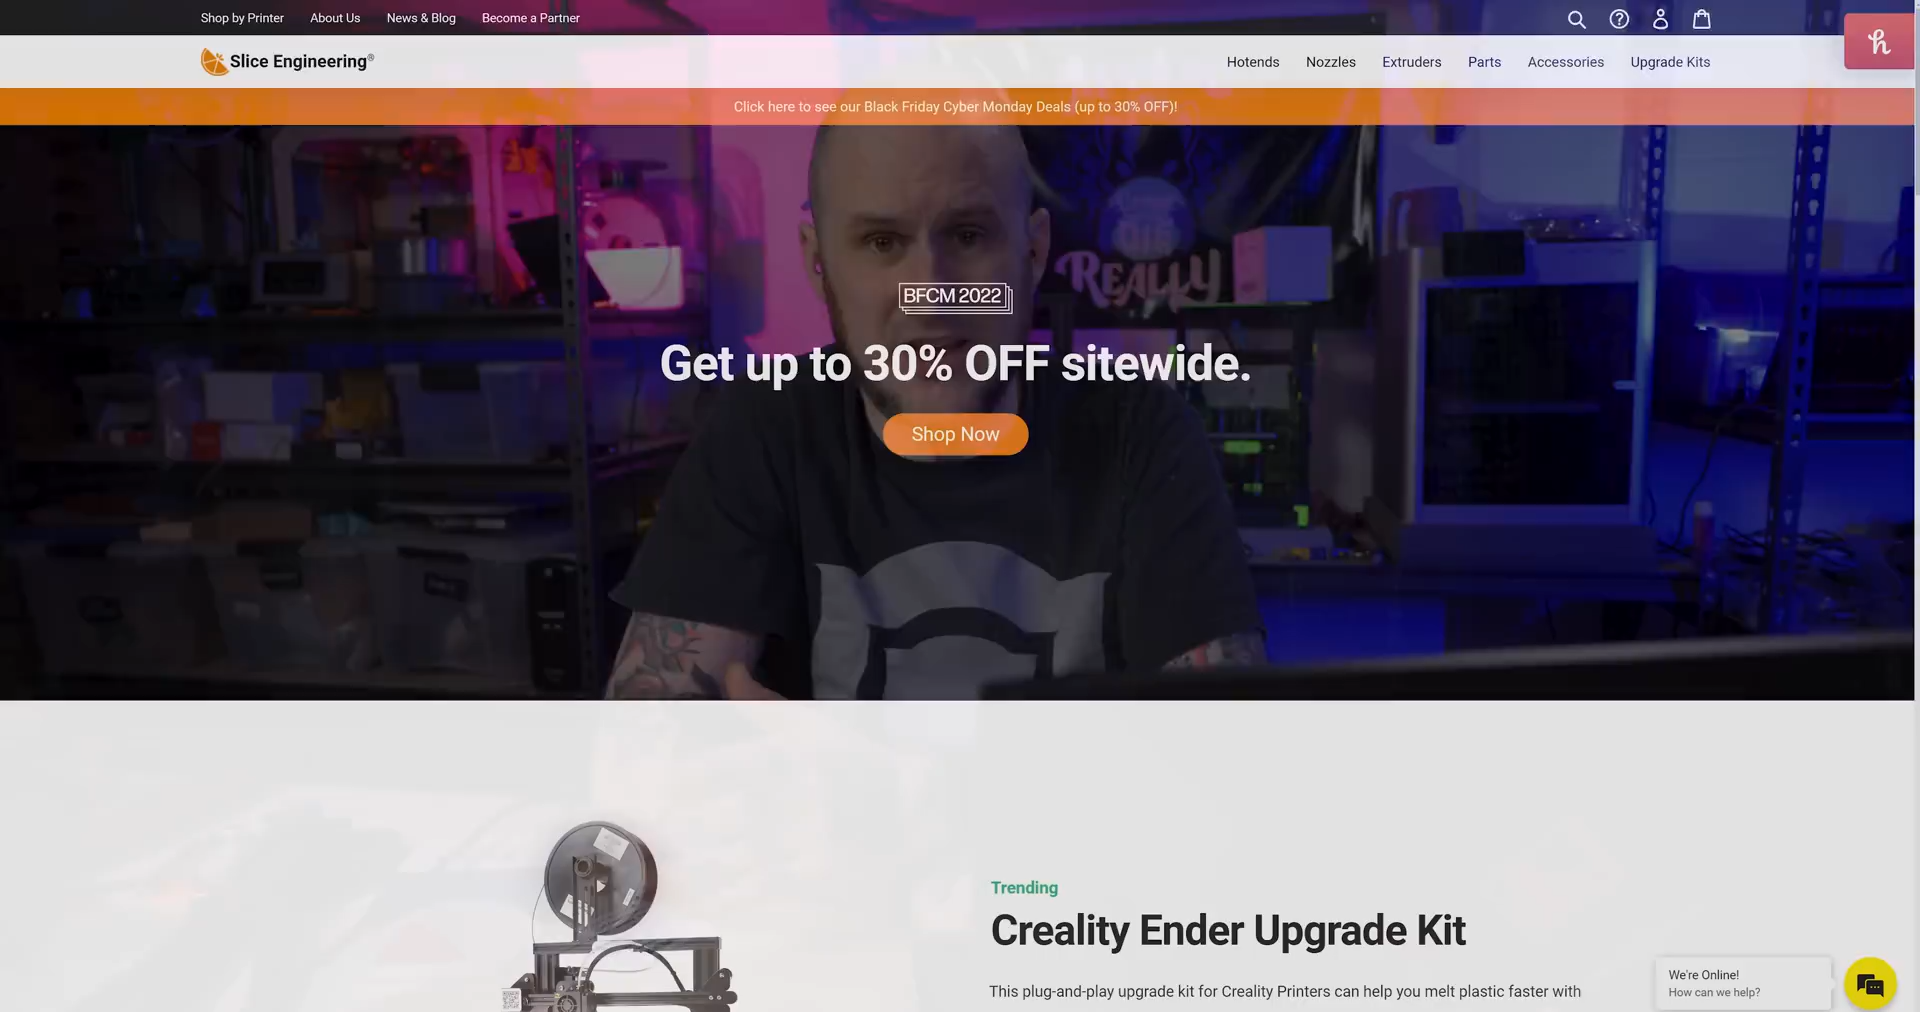 Shop by Printer About Us News & Blog Become a Partner
Slice Engineering®
Hotends Nozzles Extruders Parts Accessories Upgrade Kits
Click here to see our Black Friday Cyber Monday Deals (up to 30% OFF)!
REALLY
BFCM 2022
Get up to 30% OFF sitewide.
Shop Now
Trending
Creality Ender Upgrade Kit
This plug-and-play upgrade kit for Creality Printers can help you melt plastic faster with
We're Online!
How can we help?